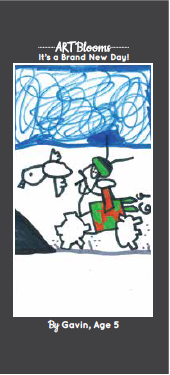 ART Blooms
It's a Brand New Day!
By Gavin, Age 5